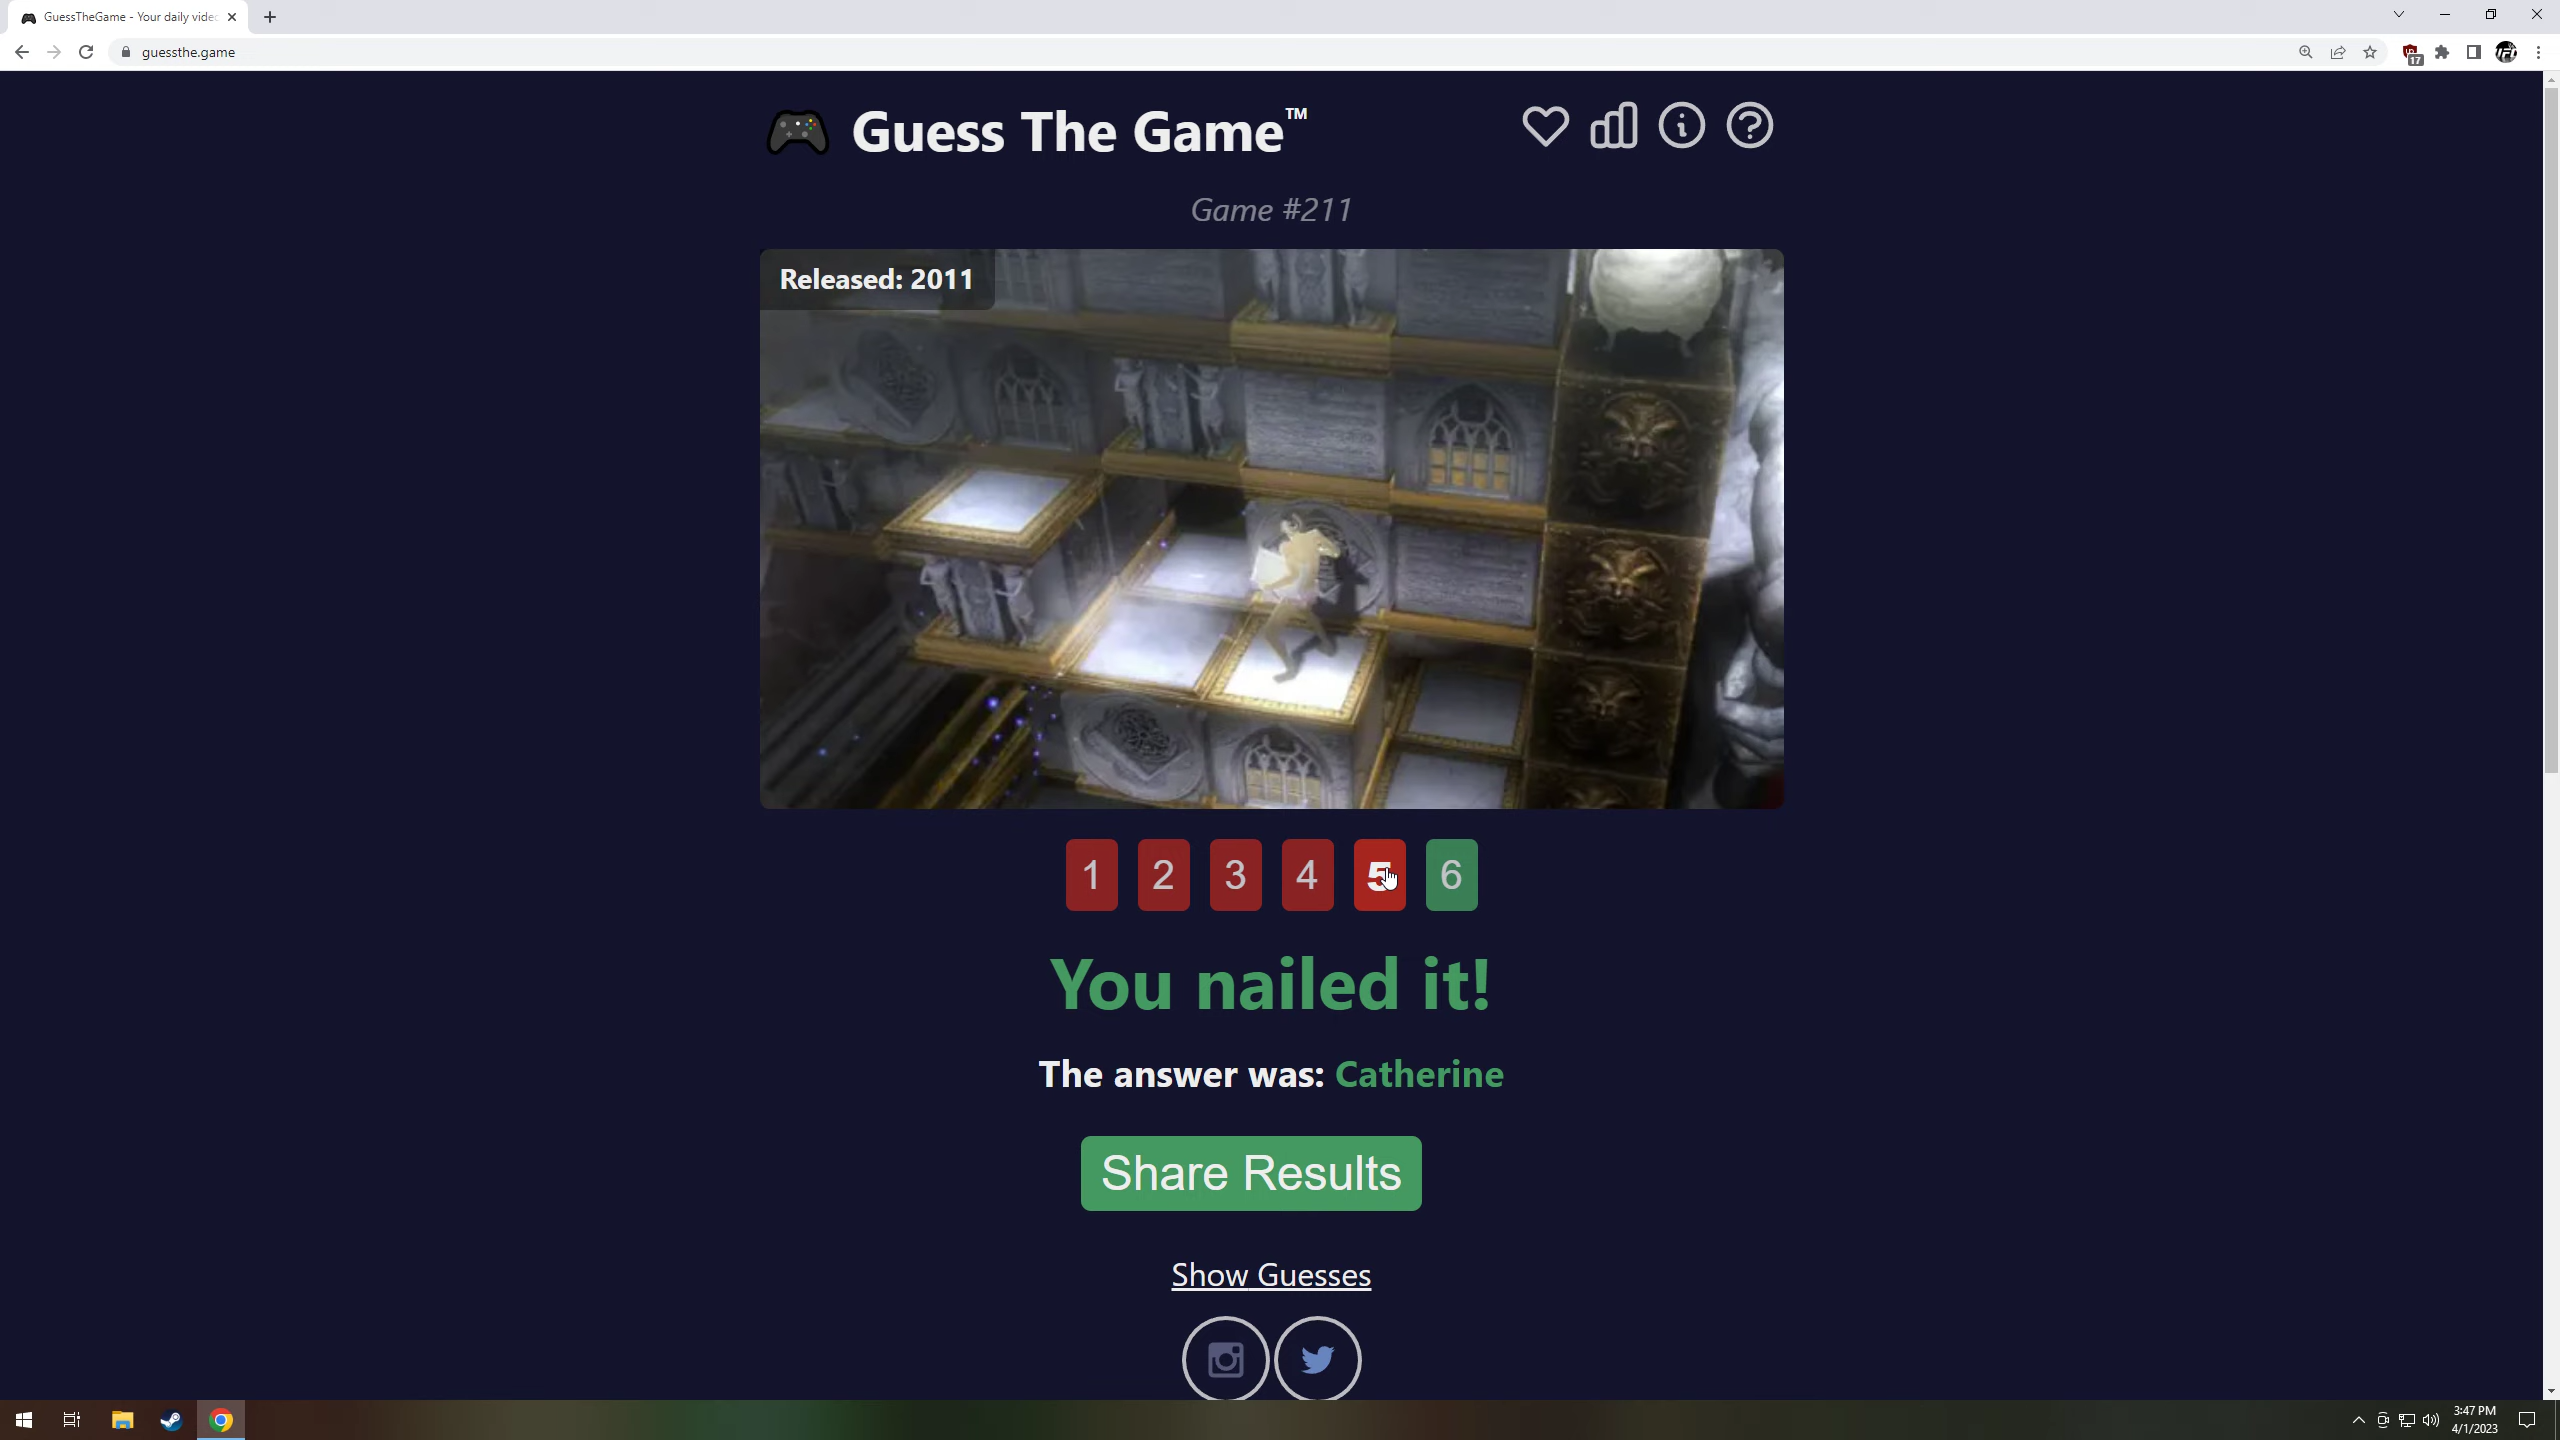 GuessTheGame - Your daily vide
guessthe.game
17
Guess The Game™
Game #211
Released: 2011
1 2 3 4 5 6
You nailed it!
The answer was: Catherine
Share Results
Show Guesses
3:47 PM
4/1/2023